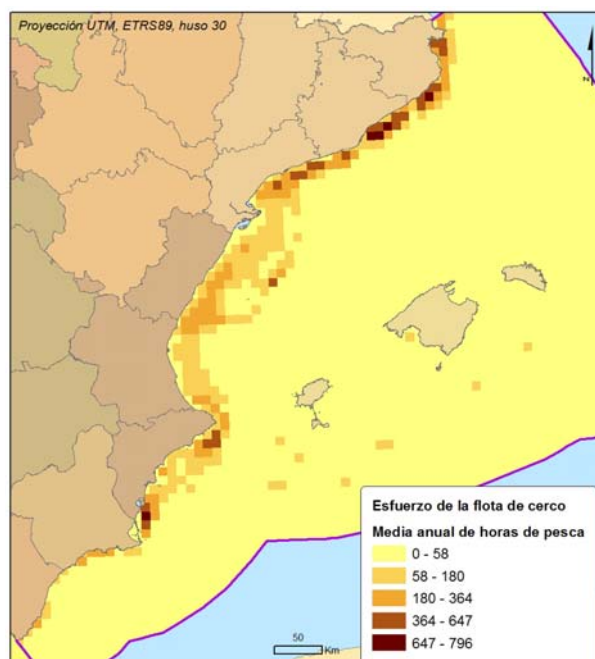 Proyección UTM, ETRS89, huso 30
N
Esfuerzo de la flota de cerco
Media anual de horas de pesca
0 - 58
58 - 180
180 - 364
364 - 647
647 - 796
50
Km